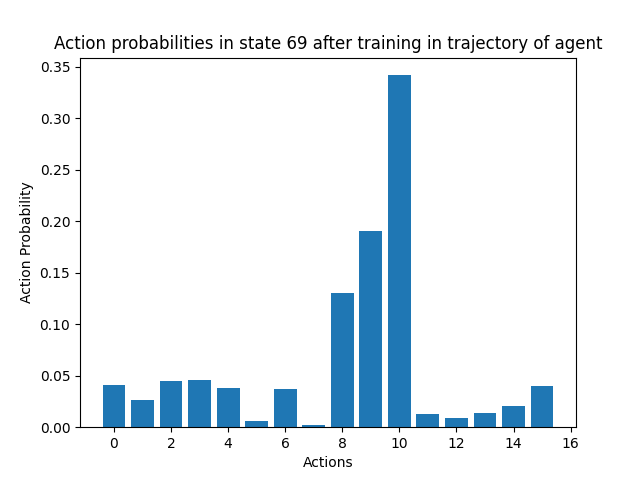 Action probabilities in state 69 after training in trajectory of agent
0.35
0.30
0.25
0.20
0.15
0.10
0.05
0.00
Action Probability
0 2 4 6 8 10 12 14 16
Actions